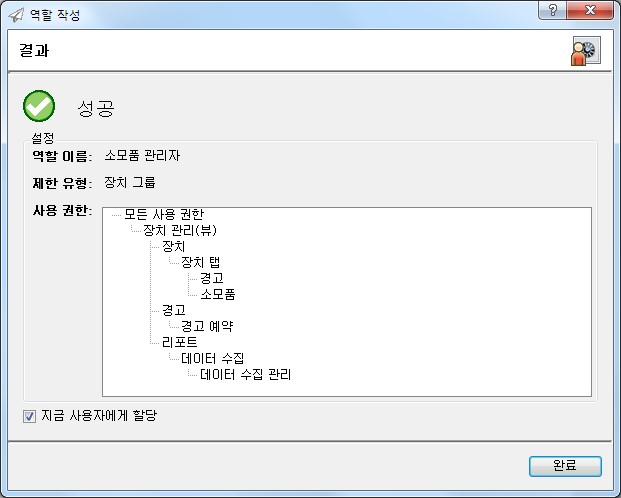 역할 작성
결과
성공
설정
역할 이름: 소모품 관리자
제한 유형: 장치 그룹
사용 권한:
모든 사용 권한
장치 관리(뷰)
장치
장치 탭
경고
소모품
경고
경고 예약
리포트
데이터 수집
데이터 수집 관리
지금 사용자에게 할당
완료